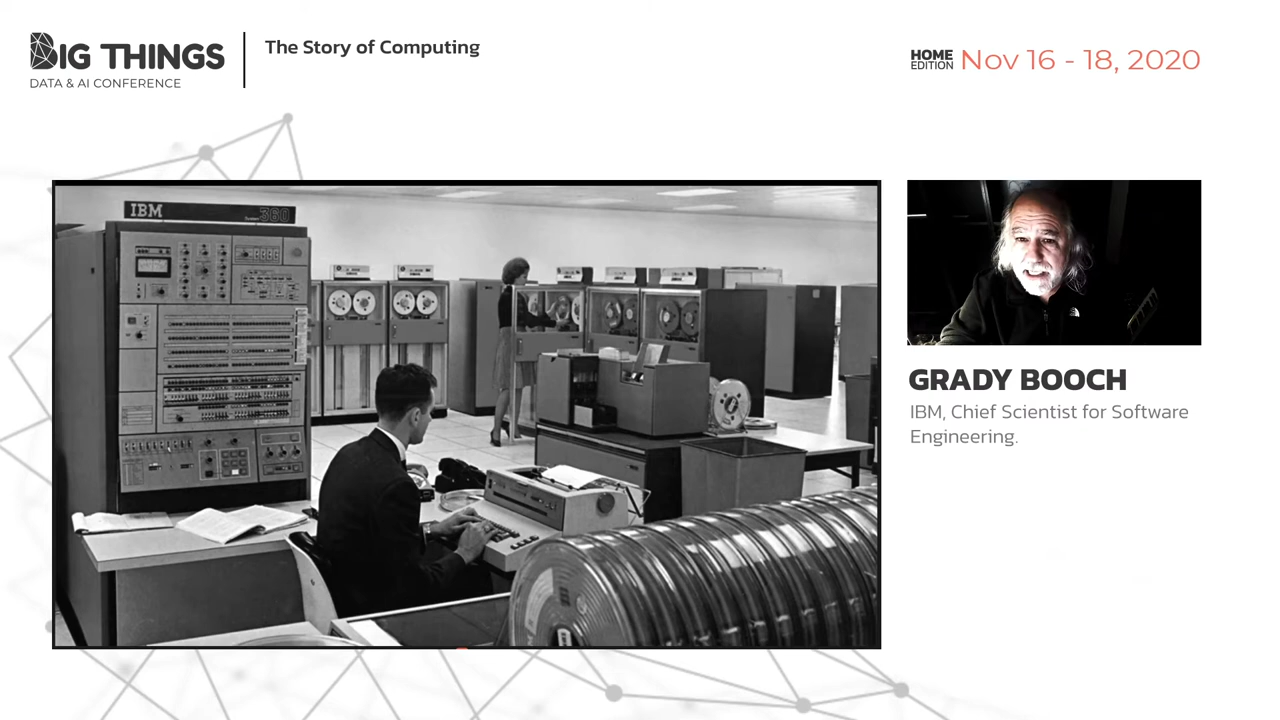 BIG THINGS
DATA & AI CONFERENCE
The Story of Computing
HOME
EDITION
Nov 16 - 18, 2020
IBM
System 360
GRADY BOOCH
IBM, Chief Scientist for Software
Engineering.